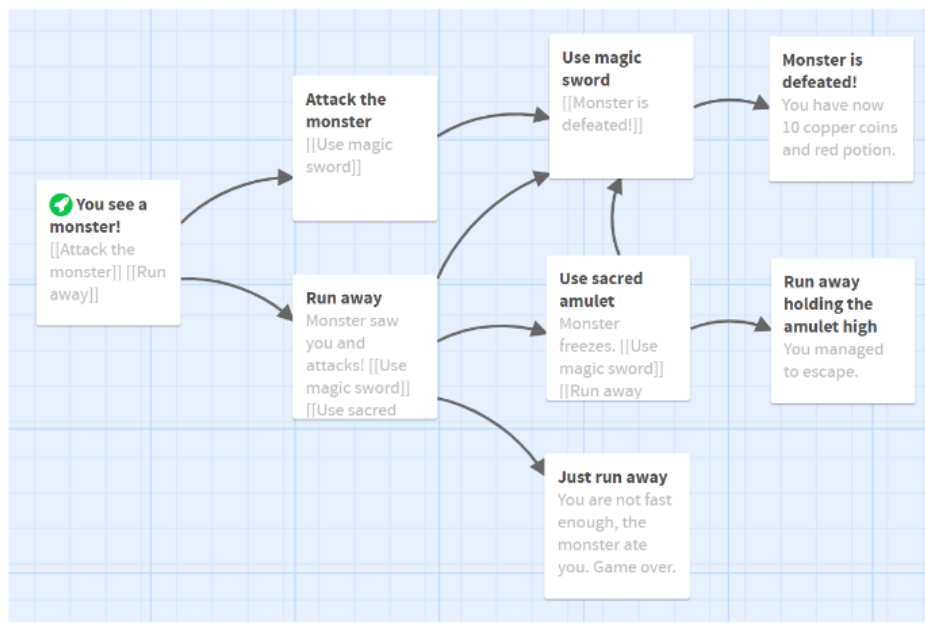 You see a
monster!
[[Attack the
monster]] [[Run
away]]
Attack the
monster
[[Use magic
sword]]
Run away
Monster saw
you and
attacks! [[Use
magic sword]]
[[Use sacred
Use magic
sword
[[Monster is
defeated!]]
Use sacred
amulet
Monster
freezes. [[Use
magic sword]]
[[Run away
Just run away
You are not fast
enough, the
monster ate
you. Game over.
Monster is
defeated!
You have now
10 copper coins
and red potion.
Run away
holding the
amulet high
You managed
to escape.